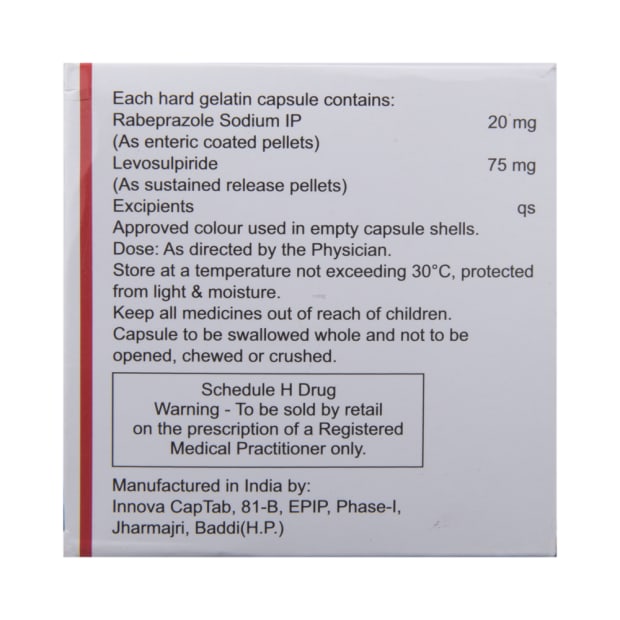 Each hard gelatin capsule contains:
Rabeprazole Sodium IP 20 mg
(As enteric coated pellets)
Levosulpiride 75 mg
(As sustained release pellets)
Excipients qs
Approved colour used in empty capsule shells.
Dose: As directed by the Physician.
Store at a temperature not exceeding 30°C, protected
from light & moisture.
Keep all medicines out of reach of children.
Capsule to be swallowed whole and not to be
opened, chewed or crushed.
Schedule H Drug
Warning - To be sold by retail
on the prescription of a Registered
Medical Practitioner only.
Manufactured in India by:
Innova CapTab, 81-B, EPIP, Phase-I,
Jharmajri, Baddi(H.P.)